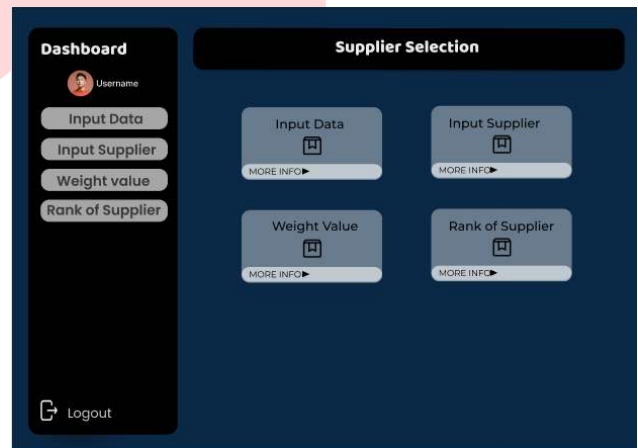 Dashboard
Username
Input Data
Input Supplier
Weight value
Rank of Supplier
Logout
Supplier Selection
Input Data
MORE INFO
Input Supplier
MORE INFO
Weight Value
MORE INFO
Rank of Supplier
MORE INFO